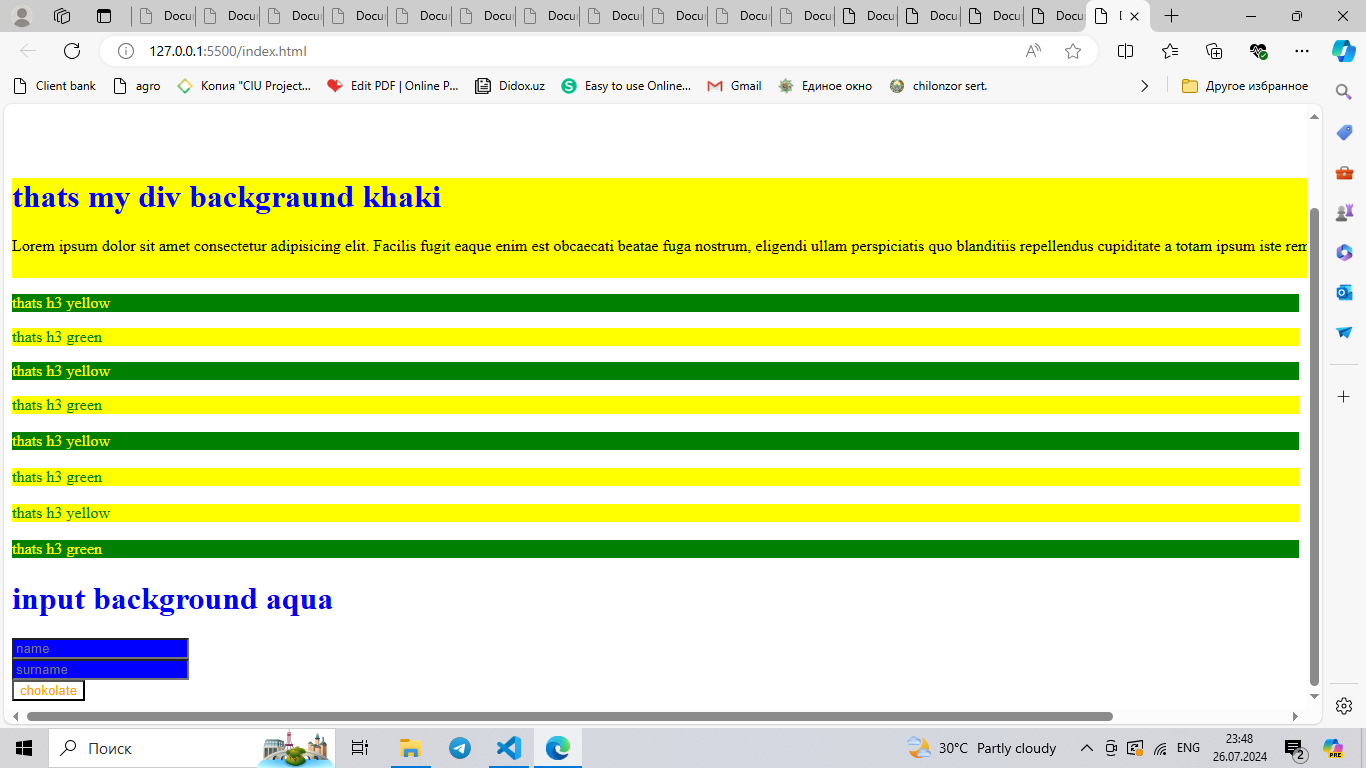 Docu Docu Docu Docu Docu Docu Docu Docu Docu Docu Docu Docu Docu Docu Docu
127.0.0.1:5500/index.html
Client bank agro Копия "CIU Project... Edit PDF | Online P... Didox.uz Easy to use Online... Gmail Единое окно chilonzor sert. Другое избранное
thats my div backgraund khaki
Lorem ipsum dolor sit amet consectetur adipisicing elit. Facilis fugit eaque enim est obcaecati beatae fuga nostrum, eligendi ullam perspiciatis quo blanditiis repellendus cupiditate a totam ipsum iste rem
thats h3 yellow
thats h3 green
thats h3 yellow
thats h3 green
thats h3 yellow
thats h3 green
thats h3 yellow
thats h3 green
input background aqua
name
surname
chokolate
Поиск 30°C Partly cloudy ENG 23:48
26.07.2024 2 PRE